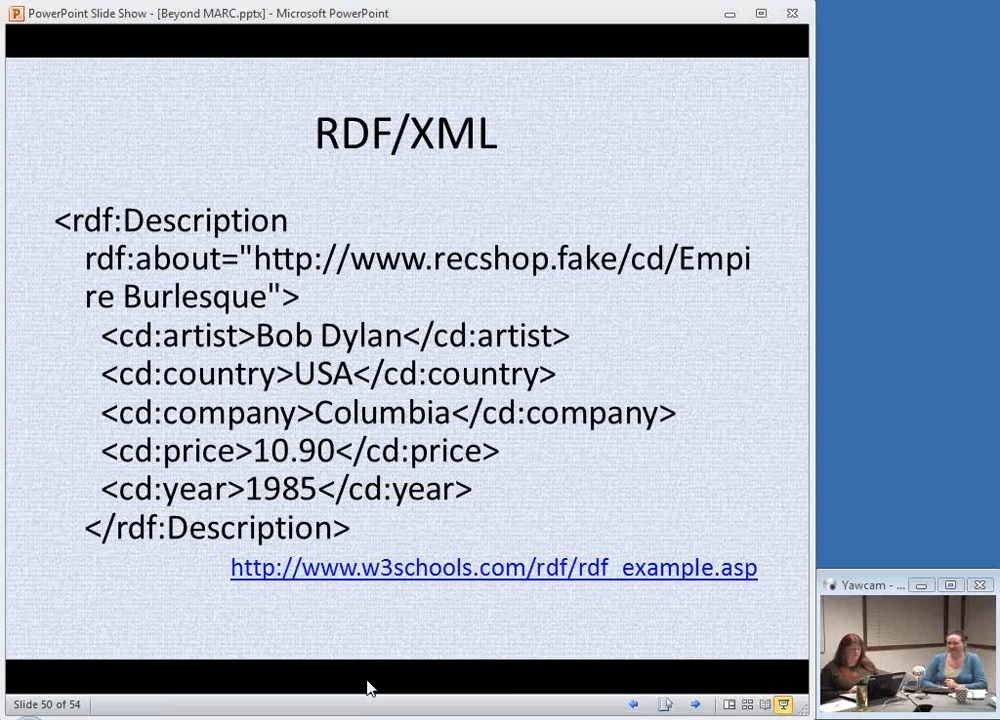 PowerPoint Slide Show - [Beyond MARC.pptx] - Microsoft PowerPoint
RDF/XML
<rdf:Description
rdf:about="http://www.recshop.fake/cd/Empi
re Burlesque">
<cd:artist>Bob Dylan</cd:artist>
<cd:country>USA</cd:country>
<cd:company>Columbia</cd:company>
<cd:price>10.90</cd:price>
<cd:year>1985</cd:year>
</rdf:Description>
http://www.w3schools.com/rdf/rdf_example.asp
Yawcam - ...
Slide 50 of 54